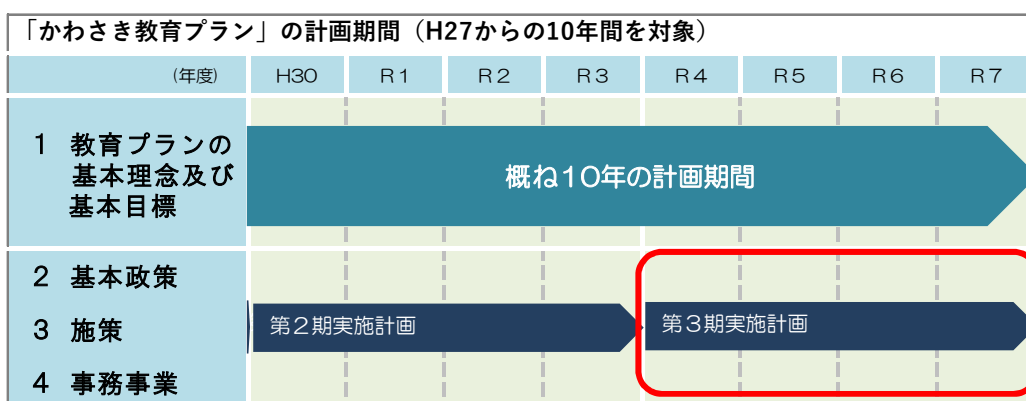 「かわさき教育プラン」の計画期間（H27からの10年間を対象）
(年度) H30 R１ R２ R３ R４ R５ R６ R７
１ 教育プランの
基本理念及び
基本目標
概ね１０年の計画期間
２ 基本政策
３ 施策
第２期実施計画 第３期実施計画
４ 事務事業